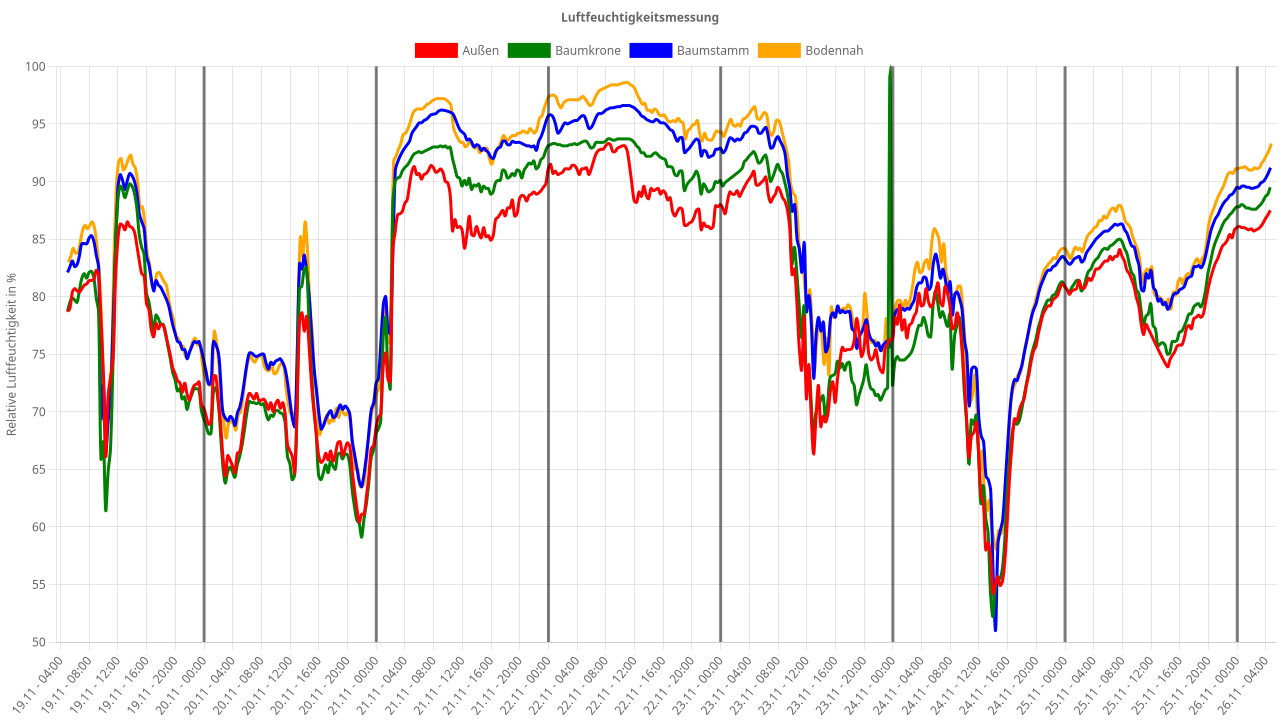 Luftfeuchtigkeitsmessung
Außen Baumkrone Baumstamm Bodennah
Relative Luftfeuchtigkeit in %
100
95
90
85
80
75
70
65
60
55
50
19.11 - 04:00
19.11 - 08:00
19.11 - 12:00
19.11 - 16:00
19.11 - 20:00
20.11 - 00:00
20.11 - 04:00
20.11 - 08:00
20.11 - 12:00
20.11 - 16:00
20.11 - 20:00
21.11 - 00:00
21.11 - 04:00
21.11 - 08:00
21.11 - 12:00
21.11 - 16:00
21.11 - 20:00
22.11 - 00:00
22.11 - 04:00
22.11 - 08:00
22.11 - 12:00
22.11 - 16:00
22.11 - 20:00
23.11 - 00:00
23.11 - 04:00
23.11 - 08:00
23.11 - 12:00
23.11 - 16:00
23.11 - 20:00
24.11 - 00:00
24.11 - 04:00
24.11 - 08:00
24.11 - 12:00
24.11 - 16:00
24.11 - 20:00
25.11 - 00:00
25.11 - 04:00
25.11 - 08:00
25.11 - 12:00
25.11 - 16:00
25.11 - 20:00
26.11 - 00:00
26.11 - 04:00